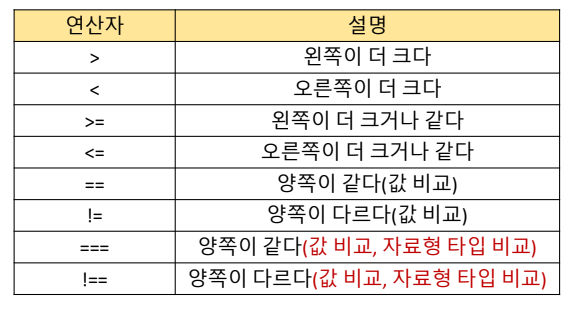 연산자 설명
> 왼쪽이 더 크다
< 오른쪽이 더 크다
>= 왼쪽이 더 크거나 같다
<= 오른쪽이 더 크거나 같다
== 양쪽이 같다(값 비교)
!= 양쪽이 다르다(값 비교)
=== 양쪽이 같다(값 비교, 자료형 타입 비교)
!== 양쪽이 다르다(값 비교, 자료형 타입 비교)